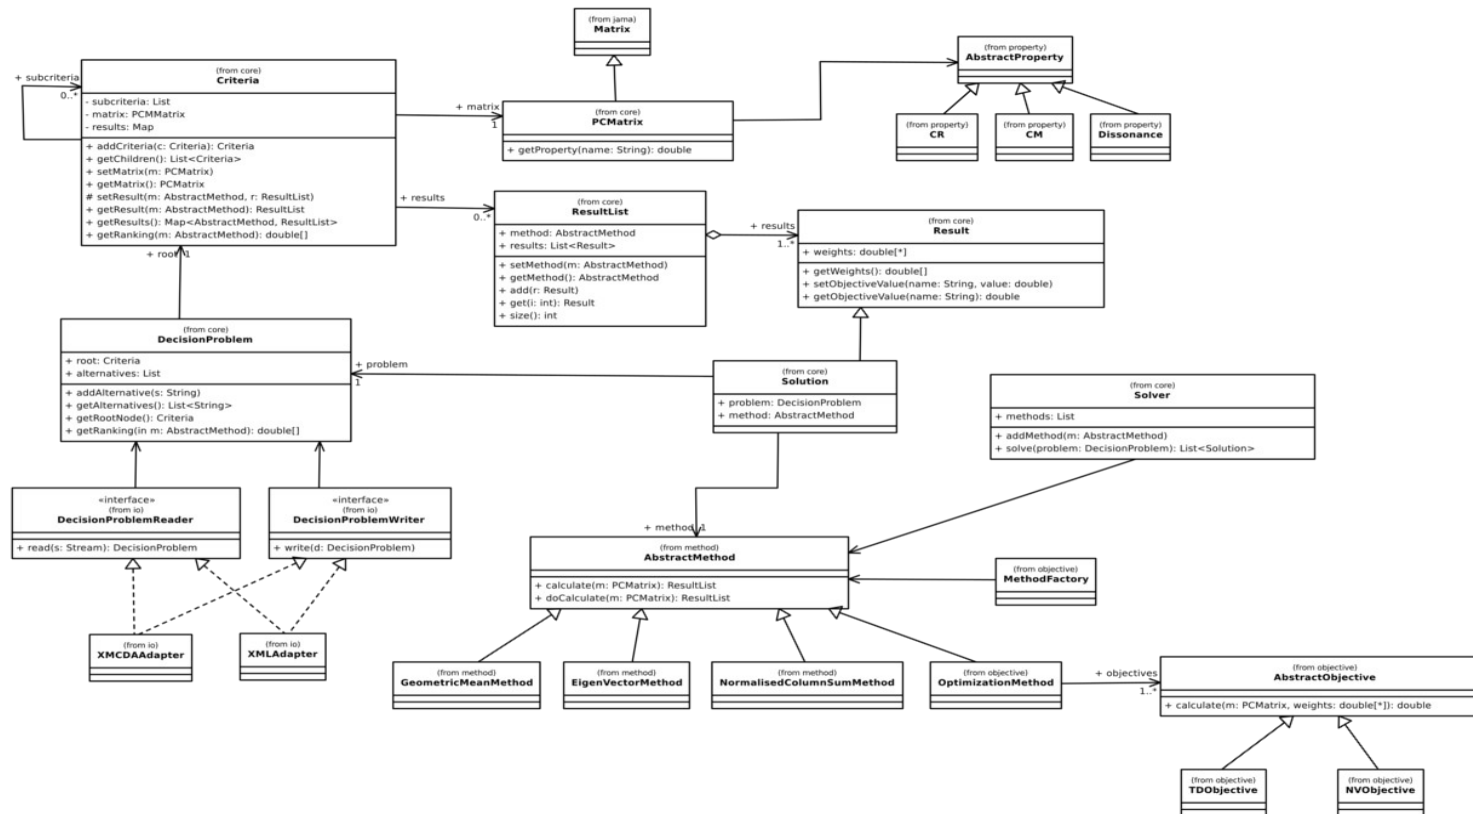 (from jama)
Matrix
(from property)
AbstractProperty
+ subcriteria
0..*
(from core)
Criteria
- subcriteria: List
- matrix: PCMMatrix
- results: Map
+ addCriteria(c: Criteria): Criteria
+ getChildren(): List<Criteria>
+ setMatrix(m: PCMatrix)
+ getMatrix(): PCMatrix
# setResult(m: AbstractMethod, r: ResultList)
+ getResult(m: AbstractMethod): ResultList
+ getResults(): Map<AbstractMethod, ResultList>
+ getRanking(m: AbstractMethod): double[]
+ matrix
1
(from core)
PCMatrix
+ getProperty(name: String): double
(from property)
CR
(from property)
CM
(from property)
Dissonance
+ results
0..*
(from core)
ResultList
+ method: AbstractMethod
+ results: List<Result>
+ setMethod(m: AbstractMethod)
+ getMethod(): AbstractMethod
+ add(r: Result)
+ get(i: int): Result
+ size(): int
+ results
1..*
(from core)
Result
+ weights: double[*]
+ getWeights(): double[]
+ setObjectiveValue(name: String, value: double)
+ getObjectiveValue(name: String): double
+ root 1
(from core)
DecisionProblem
+ root: Criteria
+ alternatives: List
+ addAlternative(s: String)
+ getAlternatives(): List<String>
+ getRootNode(): Criteria
+ getRanking(in m: AbstractMethod): double[]
+ problem
1
(from core)
Solution
+ problem: DecisionProblem
+ method: AbstractMethod
(from core)
Solver
+ methods: List
+ addMethod(m: AbstractMethod)
+ solve(problem: DecisionProblem): List<Solution>
«interface»
(from io)
DecisionProblemReader
+ read(s: Stream): DecisionProblem
«interface»
(from io)
DecisionProblemWriter
+ write(d: DecisionProblem)
+ method 1
(from method)
AbstractMethod
+ calculate(m: PCMatrix): ResultList
+ doCalculate(m: PCMatrix): ResultList
(from objective)
MethodFactory
(from io)
XMCDAAdapter
(from io)
XMLAdapter
(from method)
GeometricMeanMethod
(from method)
EigenVectorMethod
(from method)
NormalisedColumnSumMethod
(from objective)
OptimizationMethod
+ objectives
1..*
(from objective)
AbstractObjective
+ calculate(m: PCMatrix, weights: double[*]): double
(from objective)
TDObjective
(from objective)
NVObjective